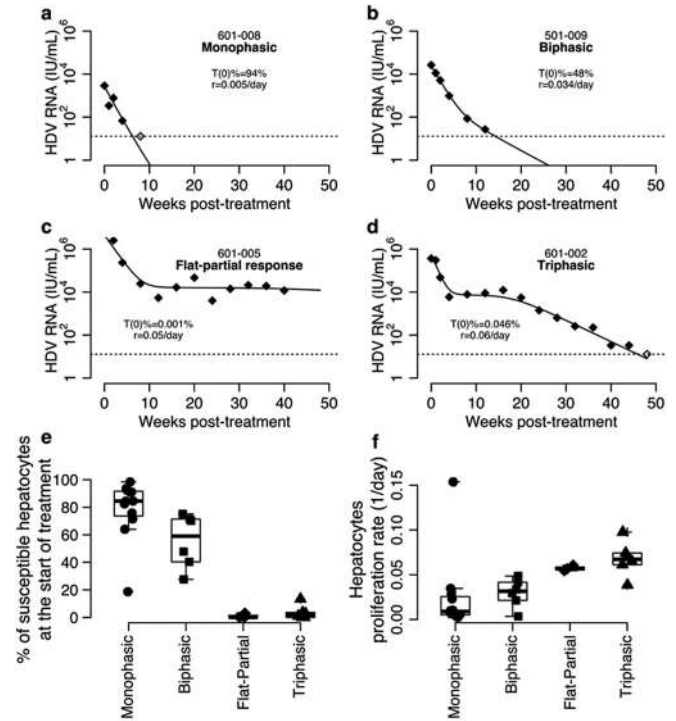 a
601-008
Monophasic
T(0)%=94%
r=0.005/day
HDV RNA (IU/mL)
10^6
10^4
10^2
1
0 10 20 30 40 50
Weeks post-treatment
b
501-009
Biphasic
T(0)%=48%
r=0.034/day
HDV RNA (IU/mL)
10^6
10^4
10^2
1
0 10 20 30 40 50
Weeks post-treatment
c
601-005
Flat-partial response
T(0)%=0.001%
r=0.05/day
HDV RNA (IU/mL)
10^6
10^4
10^2
1
0 10 20 30 40 50
Weeks post-treatment
d
601-002
Triphasic
T(0)%=0.046%
r=0.06/day
HDV RNA (IU/mL)
10^6
10^4
10^2
1
0 10 20 30 40 50
Weeks post-treatment
e
% of susceptible hepatocytes
at the start of treatment
100
80
60
40
20
0
Monophasic
Biphasic
Flat-Partial
Triphasic
f
Hepatocytes
proliferation rate (1/day)
0.15
0.10
0.05
0.00
Monophasic
Biphasic
Flat-Partial
Triphasic